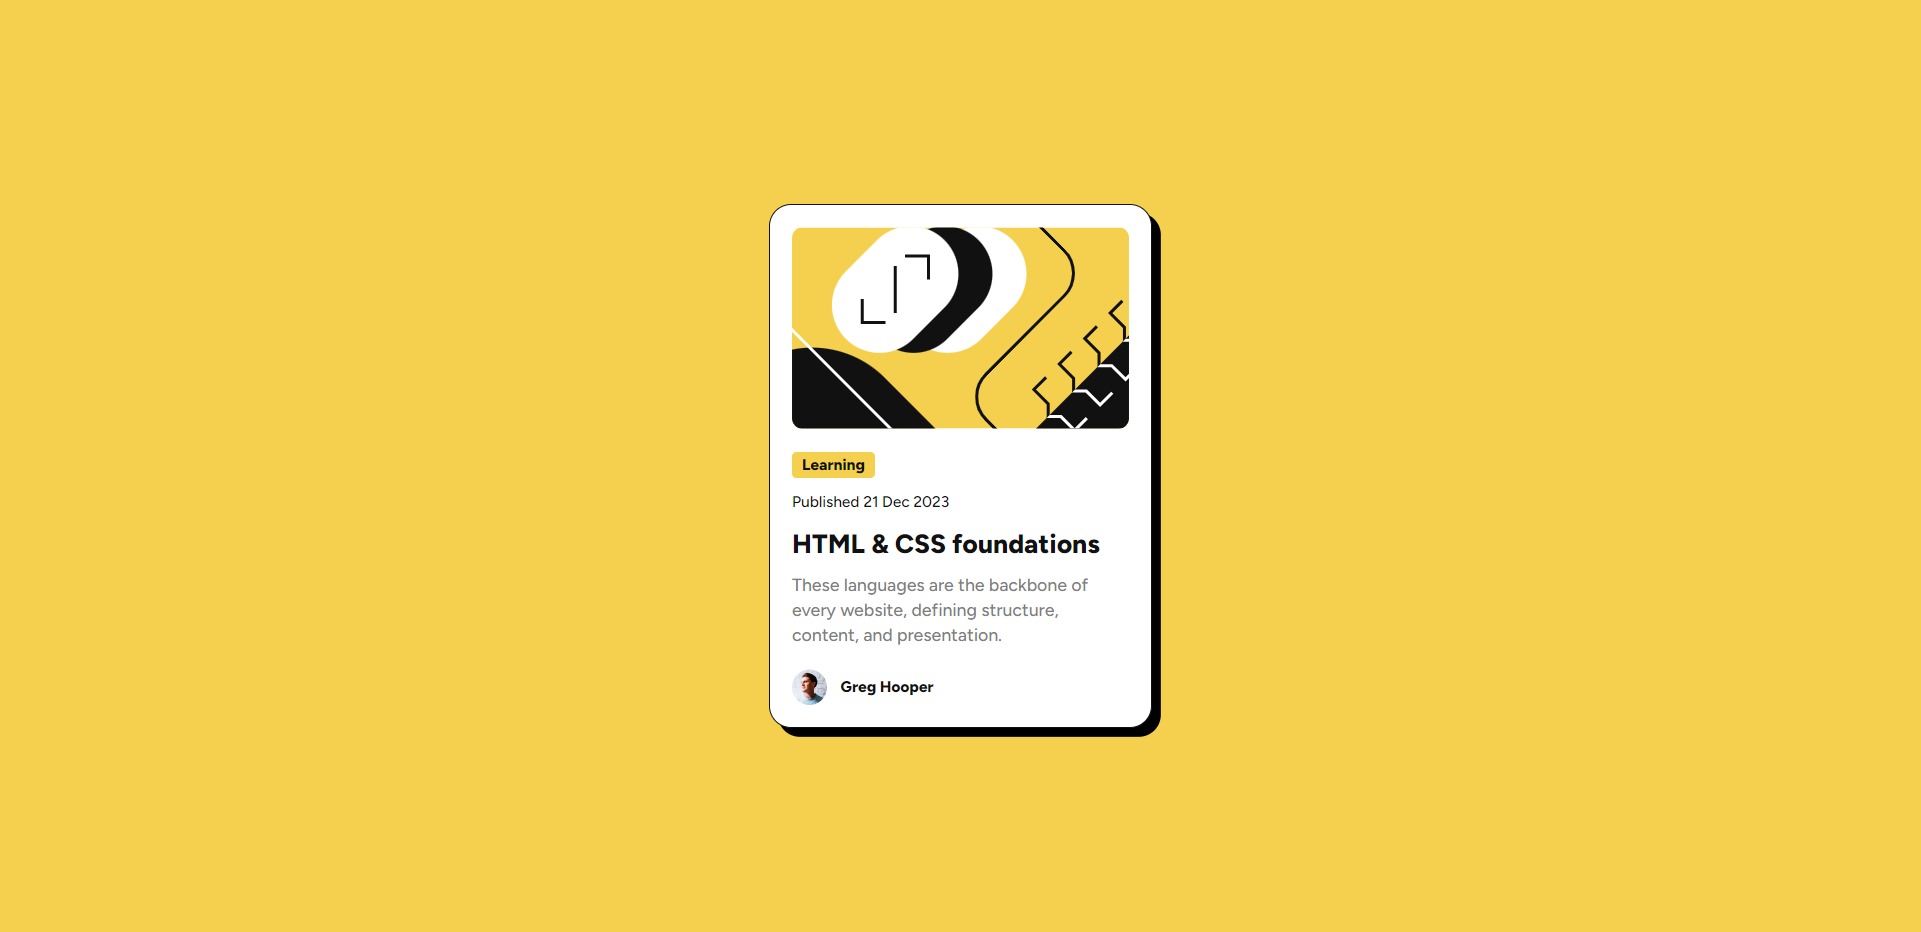 Learning
Published 21 Dec 2023
HTML & CSS foundations
These languages are the backbone of
every website, defining structure,
content, and presentation.
Greg Hooper